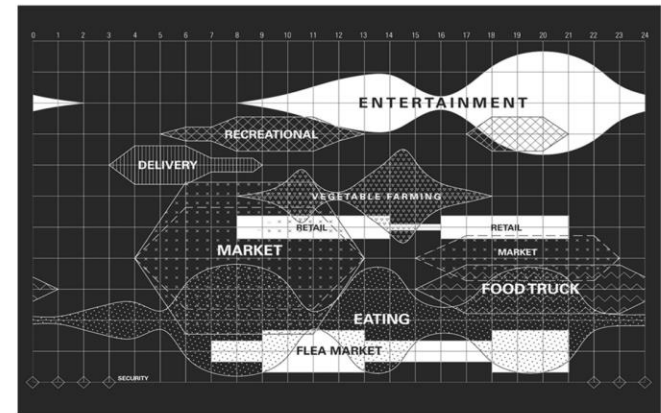 0 1 2 3 4 5 6 7 8 9 10 11 12 13 14 15 16 17 18 19 20 21 22 23 24
ENTERTAINMENT
RECREATIONAL
DELIVERY
VEGETABLE FARMING
RETAIL RETAIL
MARKET MARKET
FOOD TRUCK
EATING
FLEA MARKET
SECURITY